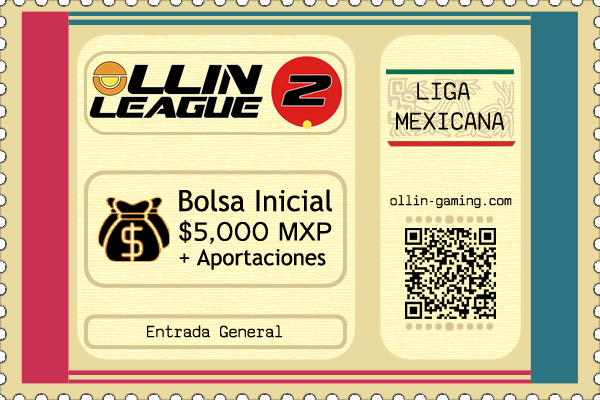 OLLIN
LEAGUE
2
Bolsa Inicial
$5,000 MXP
+ Aportaciones
Entrada General
LIGA
MEXICANA
ollin-gaming.com